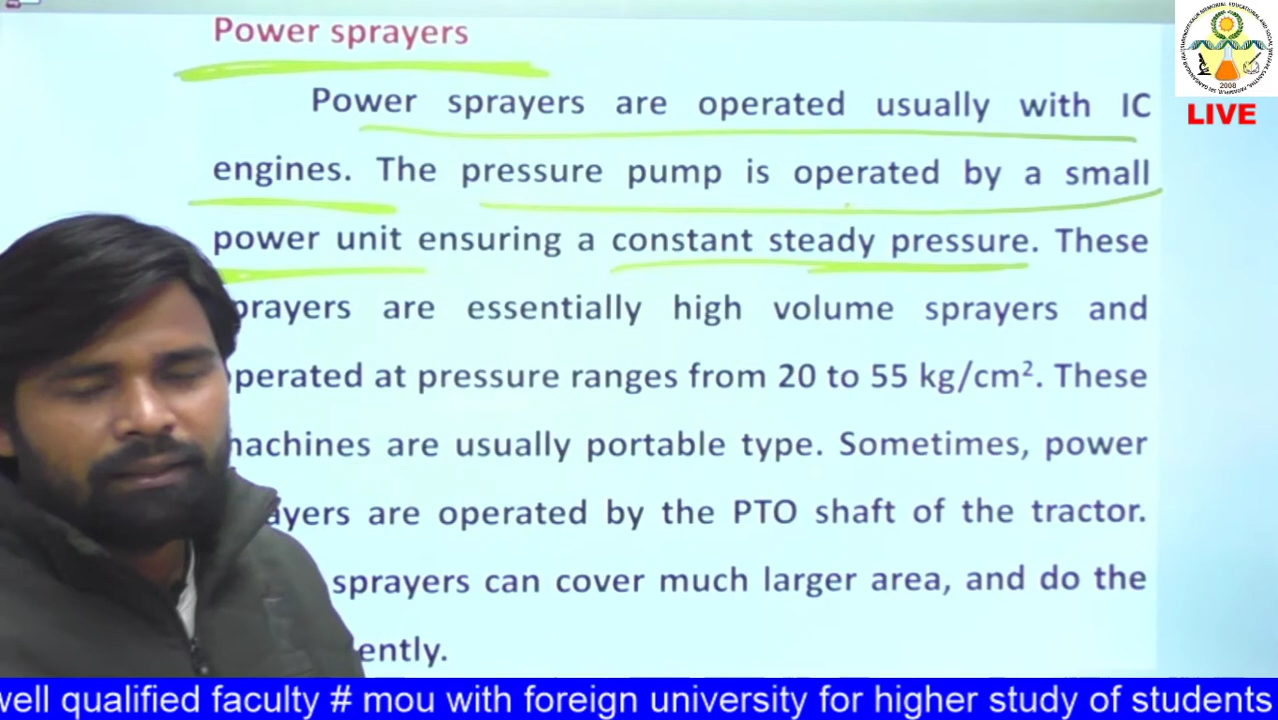 Power sprayers
Power sprayers are operated usually with IC
engines. The pressure pump is operated by a small
power unit ensuring a constant steady pressure. These
prayers are essentially high volume sprayers and
perated at pressure ranges from 20 to 55 kg/cm². These
achines are usually portable type. Sometimes, power
ayers are operated by the PTO shaft of the tractor.
sprayers can cover much larger area, and do the
ently.
2008
LIVE
well qualified faculty # mou with foreign university for higher study of students